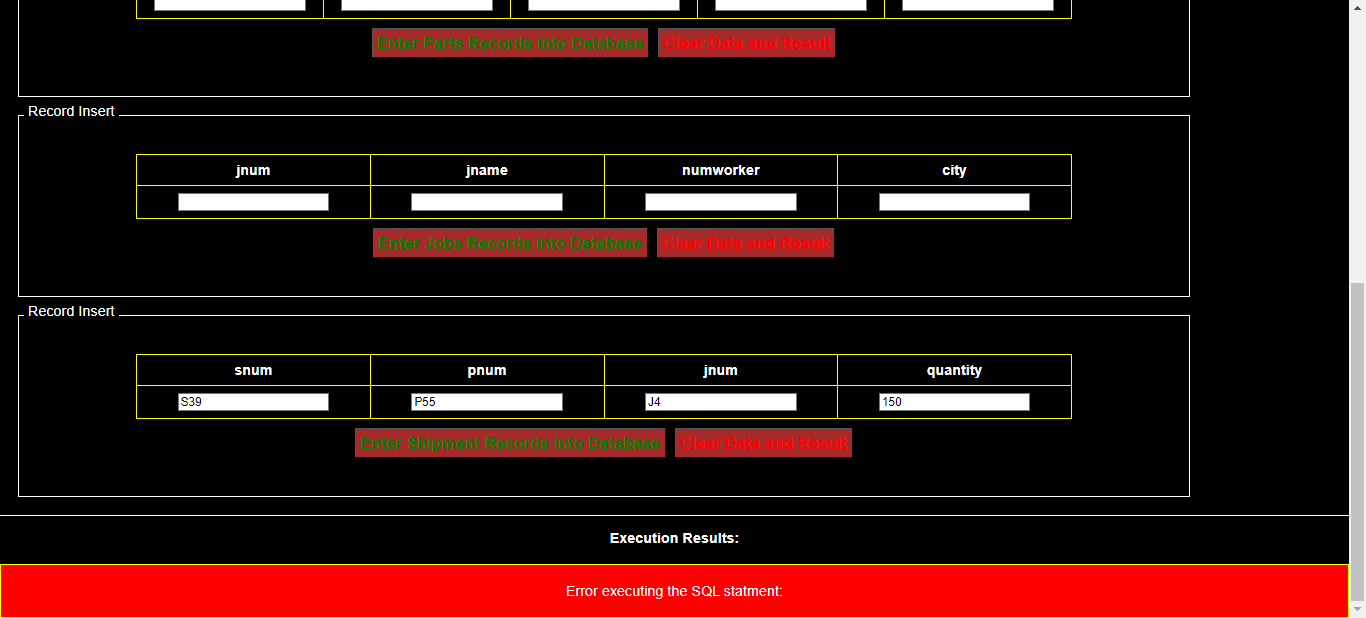 Enter Parts Records Into Database Clear Data and Result
Record Insert
jnum jname numworker city
Enter Jobs Records Into Database Clear Data and Result
Record Insert
snum pnum jnum quantity
S39 P55 J4 150
Enter Shipment Records Into Database Clear Data and Result
Execution Results:
Error executing the SQL statment: